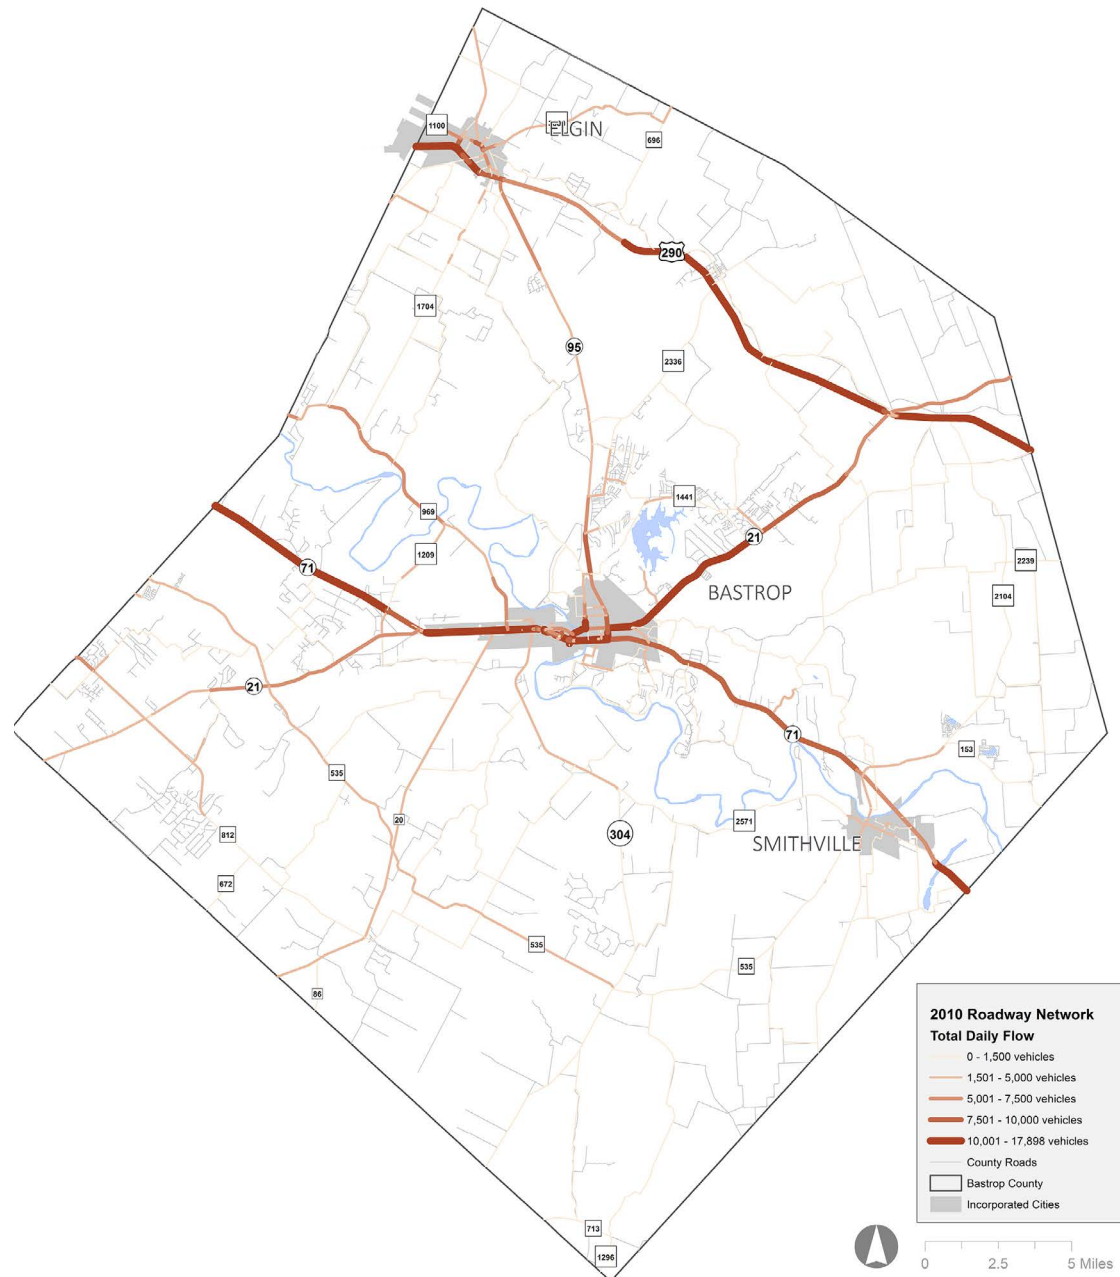 1100
ELGIN
696
290
1704
95
2336
1441
969
21
1209
71
2239
2104
BASTROP
21
71
153
535
20
2571
304
812
SMITHVILLE
672
535
535
86
713
1296
2010 Roadway Network
Total Daily Flow
0 - 1,500 vehicles
1,501 - 5,000 vehicles
5,001 - 7,500 vehicles
7,501 - 10,000 vehicles
10,001 - 17,898 vehicles
County Roads
Bastrop County
Incorporated Cities
0 2.5 5 Miles